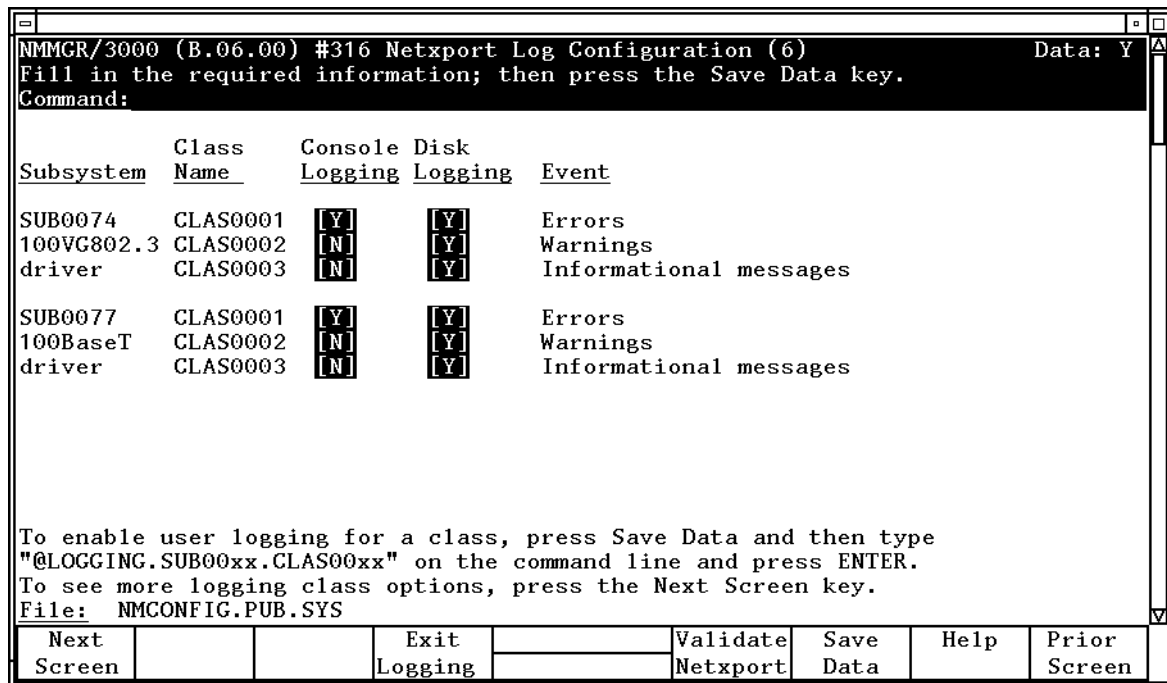 NMMGR/3000 (B.06.00) #316 Netxport Log Configuration (6) Data: Y
Fill in the required information; then press the Save Data key.
Command:
Class Console Disk
Subsystem Name Logging Logging Event
SUB0074 CLAS0001 [Y] [Y] Errors
100VG802.3 CLAS0002 [N] [Y] Warnings
driver CLAS0003 [N] [Y] Informational messages
SUB0077 CLAS0001 [Y] [Y] Errors
100BaseT CLAS0002 [N] [Y] Warnings
driver CLAS0003 [N] [Y] Informational messages
To enable user logging for a class, press Save Data and then type
"@LOGGING.SUB00xx.CLAS00xx" on the command line and press ENTER.
To see more logging class options, press the Next Screen key.
File: NMCONFIG.PUB.SYS
Next Exit Validate Save Help Prior
Screen Logging Netxport Data Screen